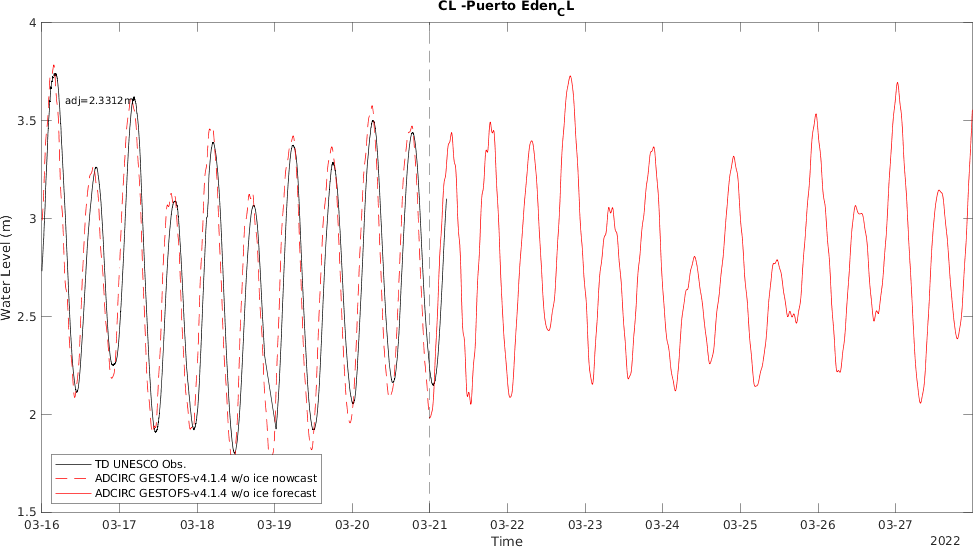 CL -Puerto Eden_CL
4
adj=2.3312m
3.5
3
Water Level (m)
2.5
2
TD UNESCO Obs.
ADCIRC GESTOFS-v4.1.4 w/o ice nowcast
ADCIRC GESTOFS-v4.1.4 w/o ice forecast
1.5
03-16 03-17 03-18 03-19 03-20 03-21 03-22 03-23 03-24 03-25 03-26 03-27
Time
2022